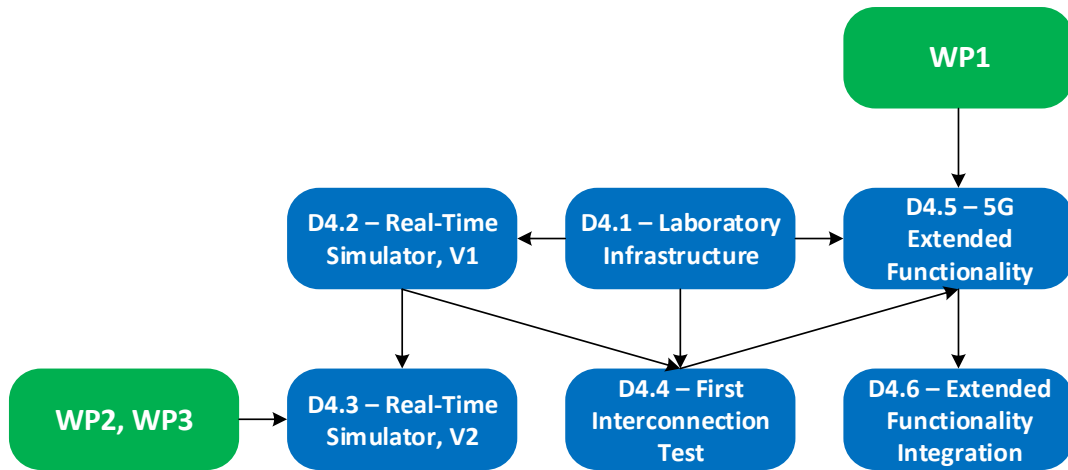 WP1
D4.2 – Real-Time
Simulator, V1
D4.1 – Laboratory
Infrastructure
D4.5 – 5G
Extended
Functionality
WP2, WP3
D4.3 – Real-Time
Simulator, V2
D4.4 – First
Interconnection
Test
D4.6 – Extended
Functionality
Integration